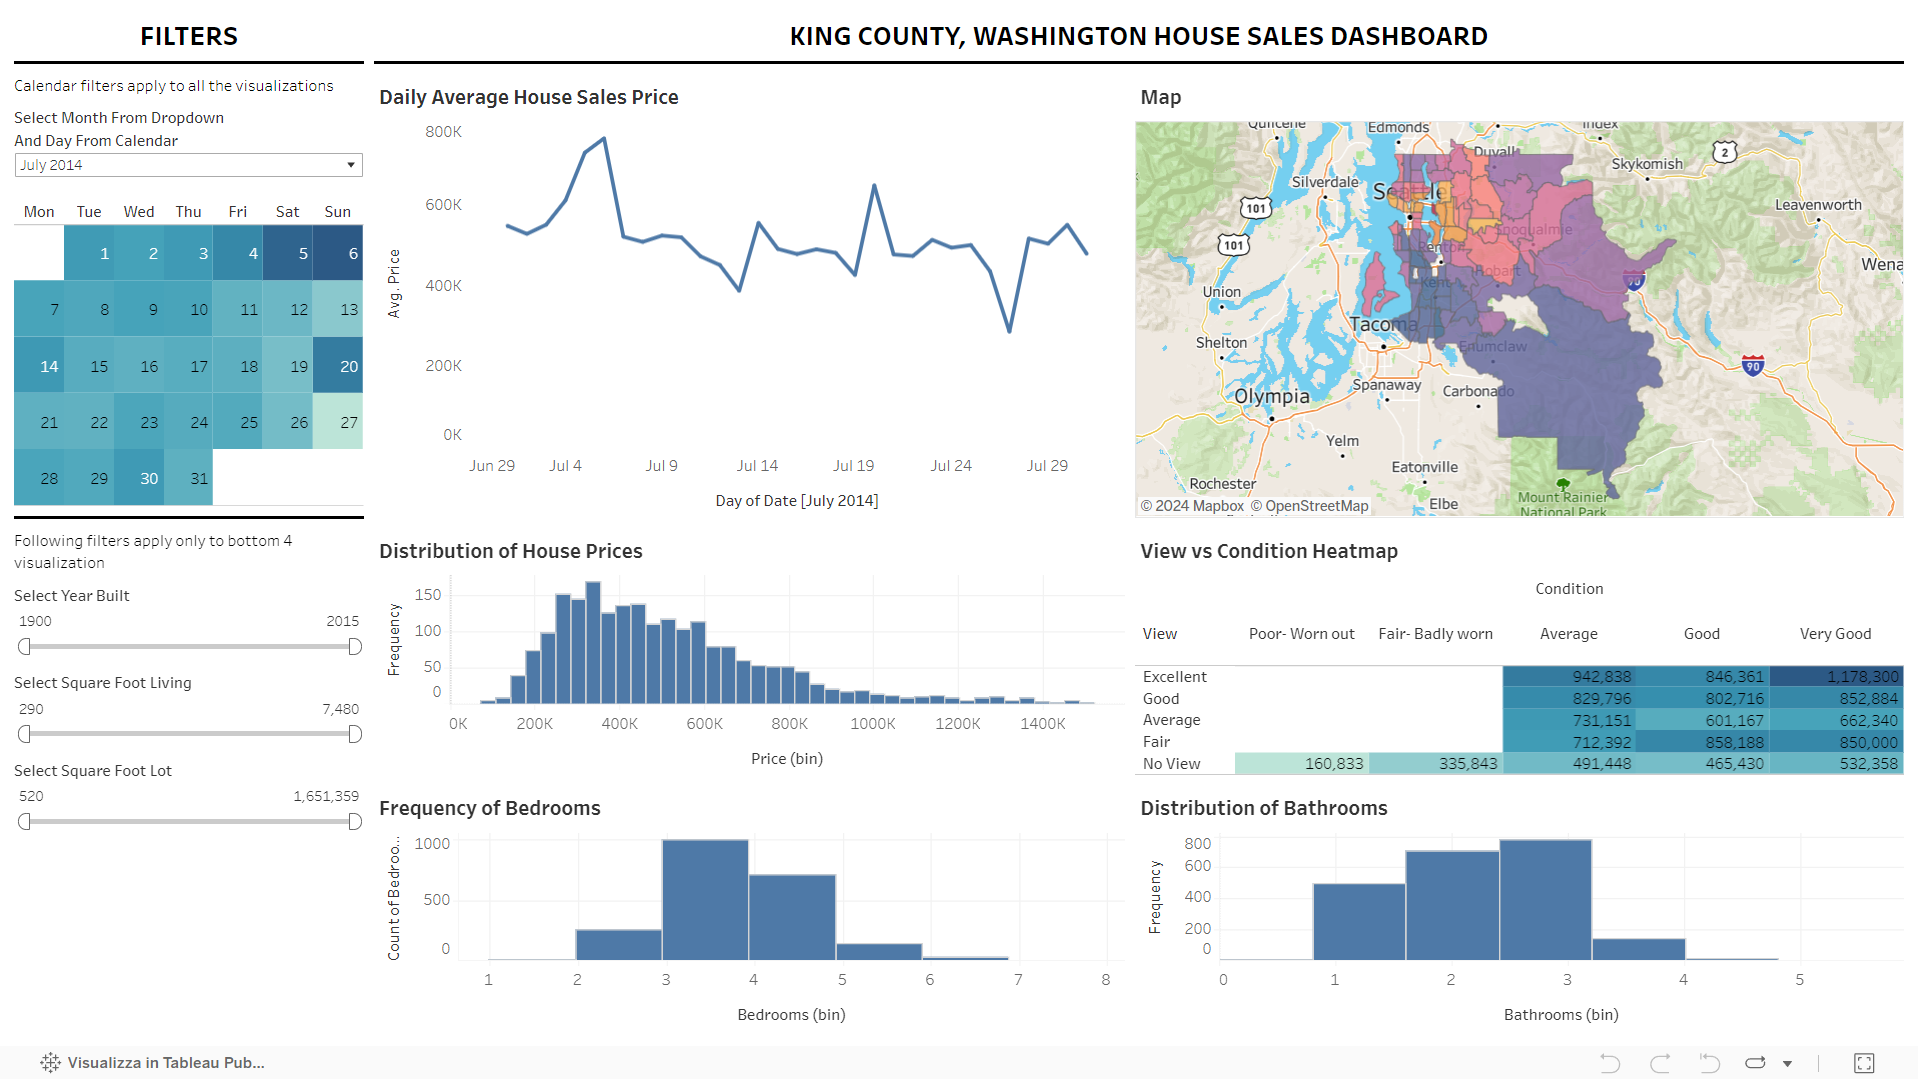 FILTERS
KING COUNTY, WASHINGTON HOUSE SALES DASHBOARD
Calendar filters apply to all the visualizations
Select Month From Dropdown
And Day From Calendar
July 2014
Mon Tue Wed Thu Fri Sat Sun
1 2 3 4 5 6
7 8 9 10 11 12 13
14 15 16 17 18 19 20
21 22 23 24 25 26 27
28 29 30 31
Following filters apply only to bottom 4
visualization
Select Year Built
1900 2015
Select Square Foot Living
290 7,480
Select Square Foot Lot
520 1,651,359
Daily Average House Sales Price
Avg. Price
800K
600K
400K
200K
0K
Jun 29 Jul 4 Jul 9 Jul 14 Jul 19 Jul 24 Jul 29
Day of Date [July 2014]
Map
Edmonds
Duvall
Skykomish
2
Silverdale
Seattle
101
Leavenworth
101
Snoqualmie
Renton
Wena
Hobart
90
Kent
Union
Tacoma
Shelton
Enumclaw
90
Spanaway
Carbonado
Olympia
Yelm
Eatonville
Rochester
Elbe
Mount Rainier
National Park
© 2024 Mapbox © OpenStreetMap
Distribution of House Prices
Frequency
150
100
50
0
0K 200K 400K 600K 800K 1000K 1200K 1400K
Price (bin)
View vs Condition Heatmap
Condition
View Poor- Worn out Fair- Badly worn Average Good Very Good
Excellent 942,838 846,361 1,178,300
Good 829,796 802,716 852,884
Average 731,151 601,167 662,340
Fair 712,392 858,188 850,000
No View 160,833 335,843 491,448 465,430 532,358
Frequency of Bedrooms
Count of Bedroo...
1000
500
0
1 2 3 4 5 6 7 8
Bedrooms (bin)
Distribution of Bathrooms
Frequency
800
600
400
200
0
0 1 2 3 4 5
Bathrooms (bin)
Visualizza in Tableau Pub...